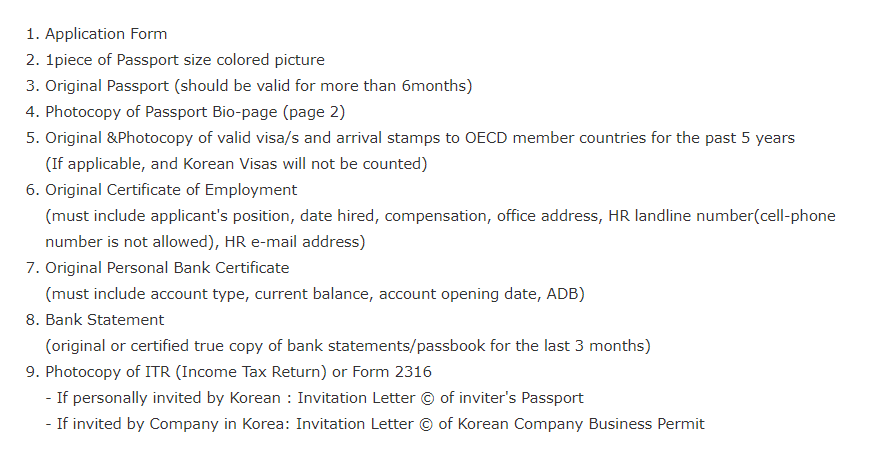 1. Application Form
2. 1piece of Passport size colored picture
3. Original Passport (should be valid for more than 6months)
4. Photocopy of Passport Bio-page (page 2)
5. Original &Photocopy of valid visa/s and arrival stamps to OECD member countries for the past 5 years
(If applicable, and Korean Visas will not be counted)
6. Original Certificate of Employment
(must include applicant's position, date hired, compensation, office address, HR landline number(cell-phone
number is not allowed), HR e-mail address)
7. Original Personal Bank Certificate
(must include account type, current balance, account opening date, ADB)
8. Bank Statement
(original or certified true copy of bank statements/passbook for the last 3 months)
9. Photocopy of ITR (Income Tax Return) or Form 2316
- If personally invited by Korean : Invitation Letter © of inviter's Passport
- If invited by Company in Korea: Invitation Letter © of Korean Company Business Permit